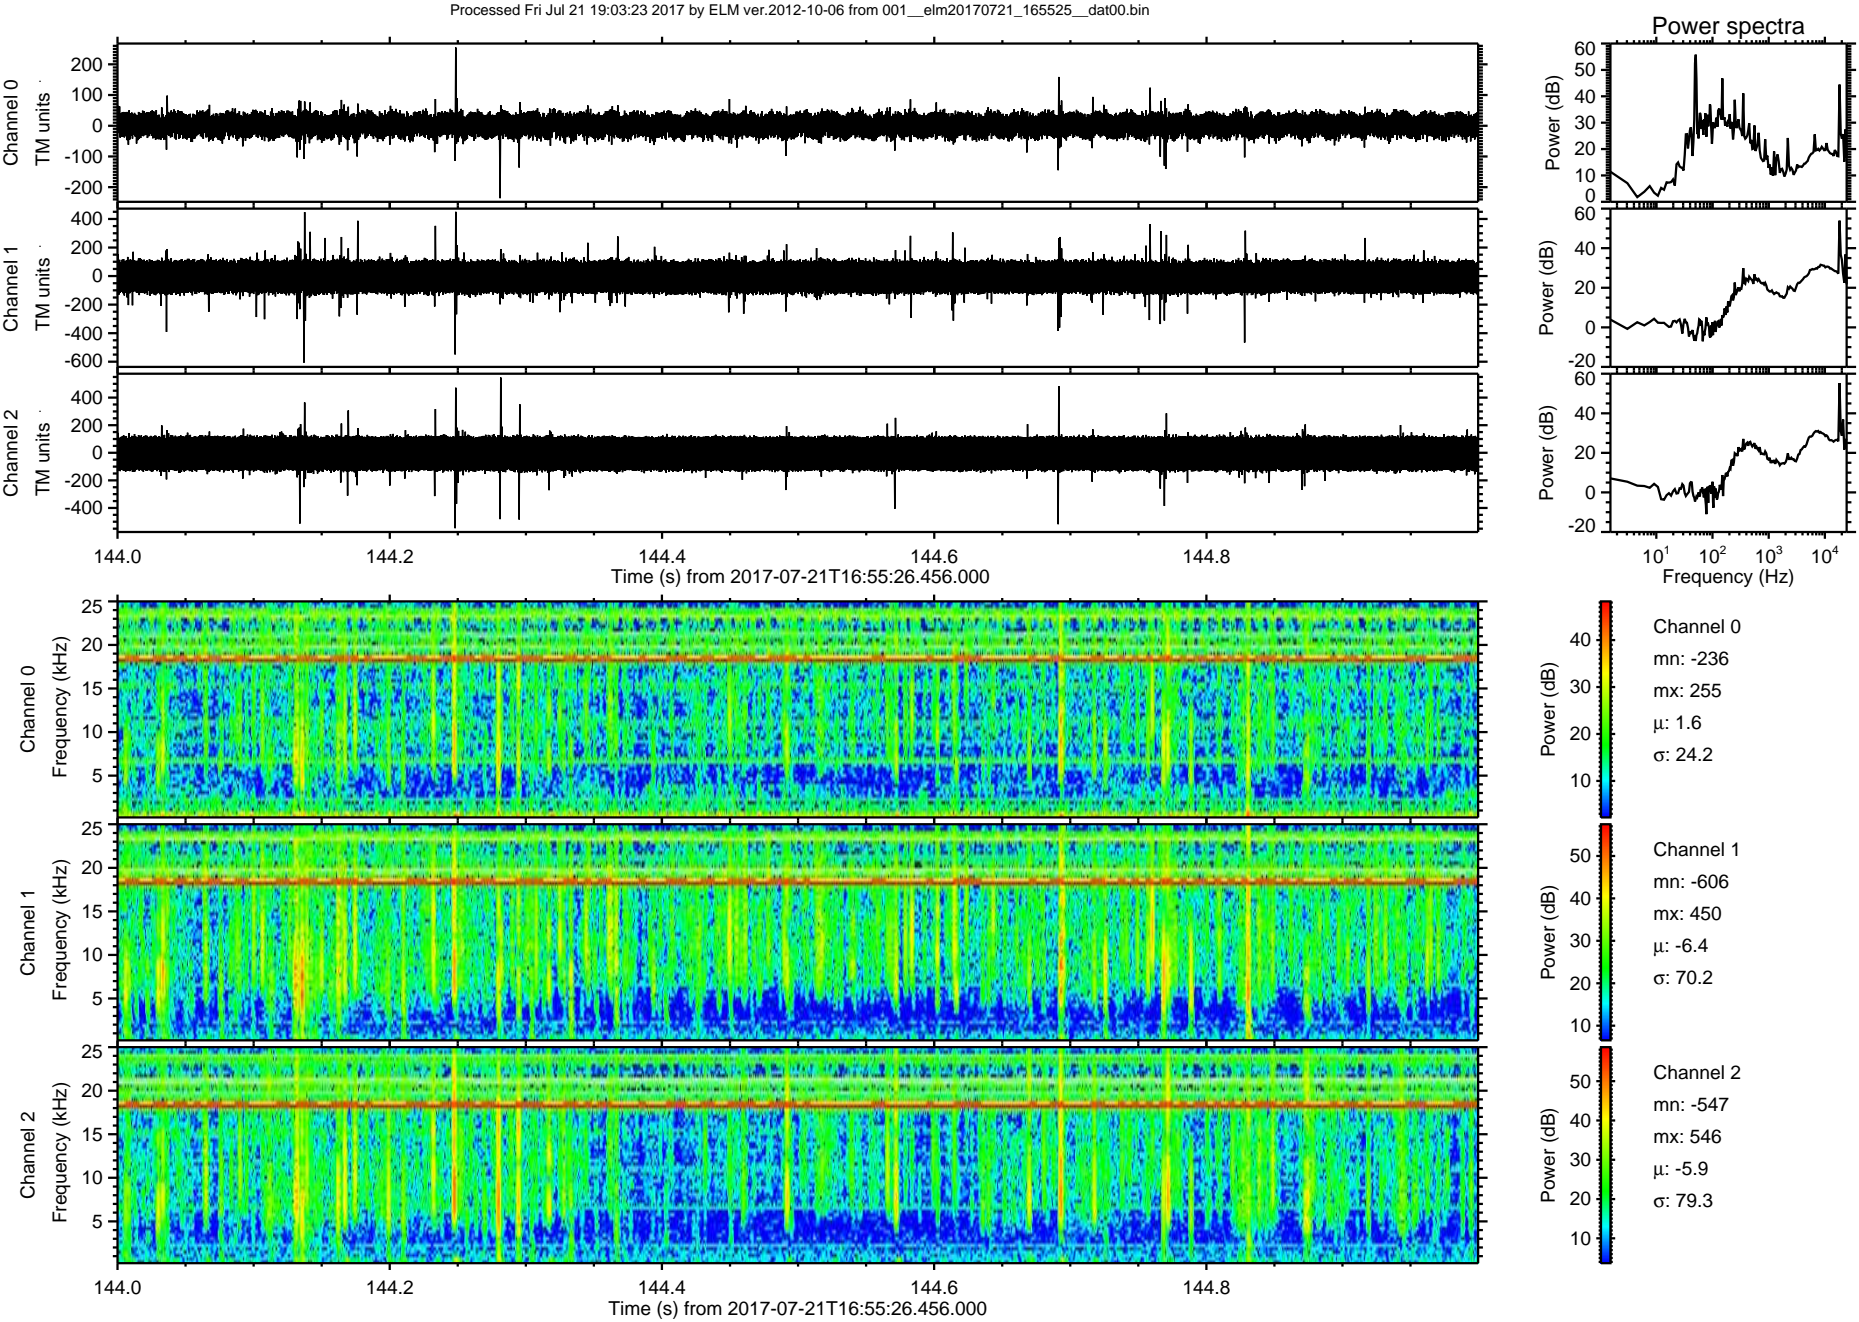 Processed Fri Jul 21 19:03:23 2017 by ELM ver.2012-10-06 from 001__elm20170721_165525__dat00.bin
Power spectra
Channel 0
TM units
200
100
0
-100
-200
Power (dB)
60
50
40
30
20
10
0
Channel 1
TM units
400
200
0
-200
-400
-600
Power (dB)
60
40
20
0
-20
Channel 2
TM units
400
200
0
-200
-400
Power (dB)
60
40
20
0
-20
144.0 144.2 144.4 144.6 144.8
Time (s) from 2017-07-21T16:55:26.456.000
10¹ 10² 10³ 10⁴
Frequency (Hz)
Channel 0
Frequency (kHz)
25
20
15
10
5
Power (dB)
40
30
20
10
Channel 0
mn: -236
mx: 255
μ: 1.6
σ: 24.2
Channel 1
Frequency (kHz)
25
20
15
10
5
Power (dB)
50
40
30
20
10
Channel 1
mn: -606
mx: 450
μ: -6.4
σ: 70.2
Channel 2
Frequency (kHz)
25
20
15
10
5
Power (dB)
50
40
30
20
10
Channel 2
mn: -547
mx: 546
μ: -5.9
σ: 79.3
144.0 144.2 144.4 144.6 144.8
Time (s) from 2017-07-21T16:55:26.456.000